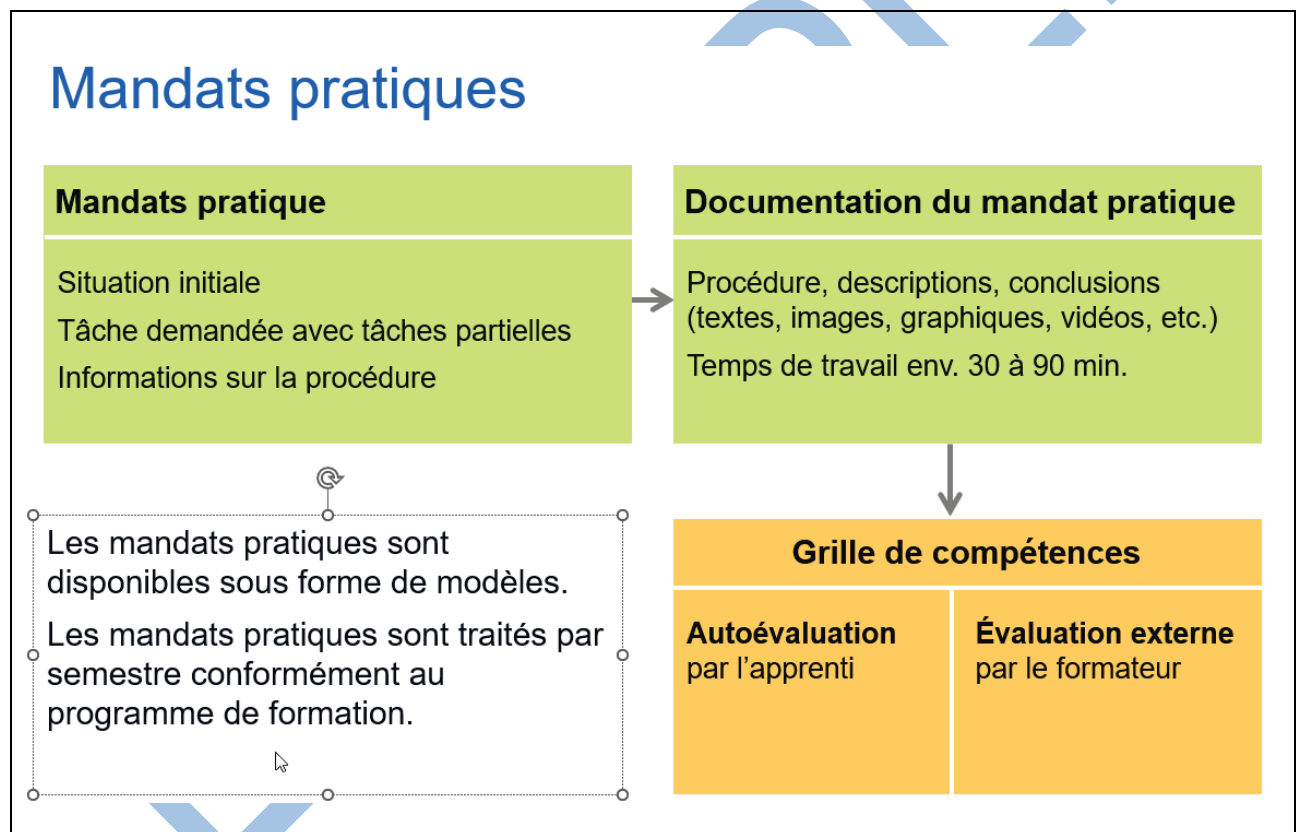 Mandats pratiques
Mandats pratique
Situation initiale
Tâche demandée avec tâches partielles
Informations sur la procédure
Documentation du mandat pratique
Procédure, descriptions, conclusions
(textes, images, graphiques, vidéos, etc.)
Temps de travail env. 30 à 90 min.
Les mandats pratiques sont
disponibles sous forme de modèles.
Les mandats pratiques sont traités par
semestre conformément au
programme de formation.
Grille de compétences
Autoévaluation
par l’apprenti
Évaluation externe
par le formateur